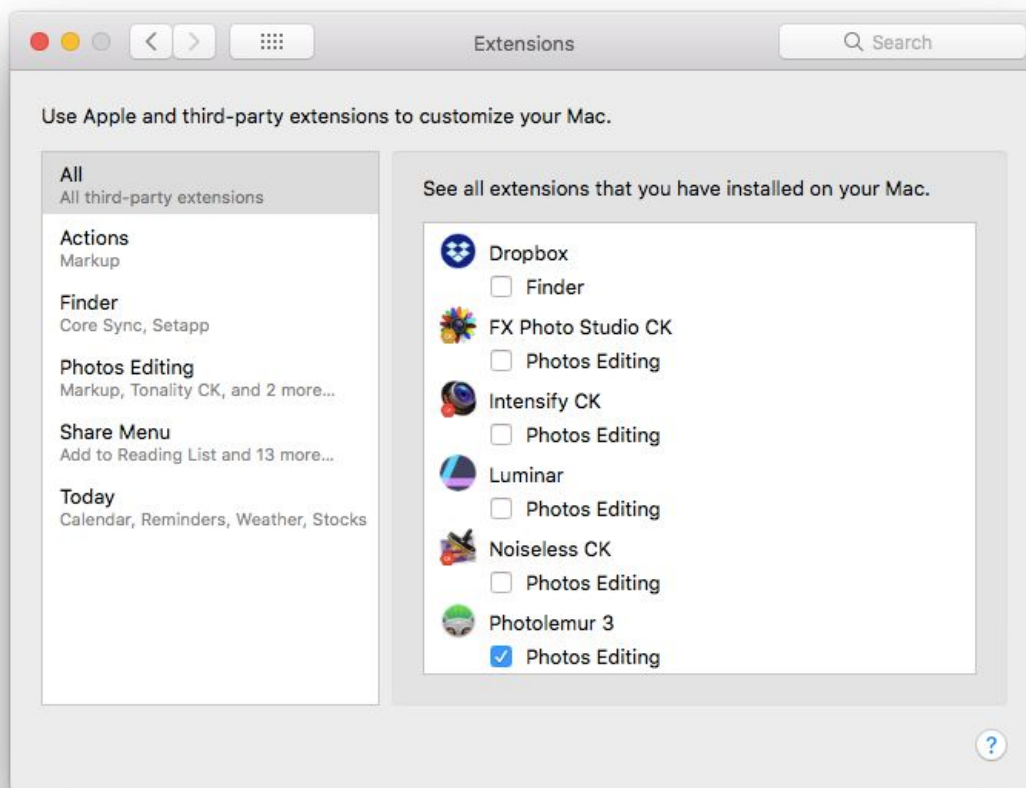 Extensions
Search
Use Apple and third-party extensions to customize your Mac.
All
All third-party extensions
Actions
Markup
Finder
Core Sync, Setapp
Photos Editing
Markup, Tonality CK, and 2 more...
Share Menu
Add to Reading List and 13 more...
Today
Calendar, Reminders, Weather, Stocks
See all extensions that you have installed on your Mac.
Dropbox
Finder
FX Photo Studio CK
Photos Editing
Intensify CK
Photos Editing
Luminar
Photos Editing
Noiseless CK
Photos Editing
Photolemur 3
Photos Editing
?